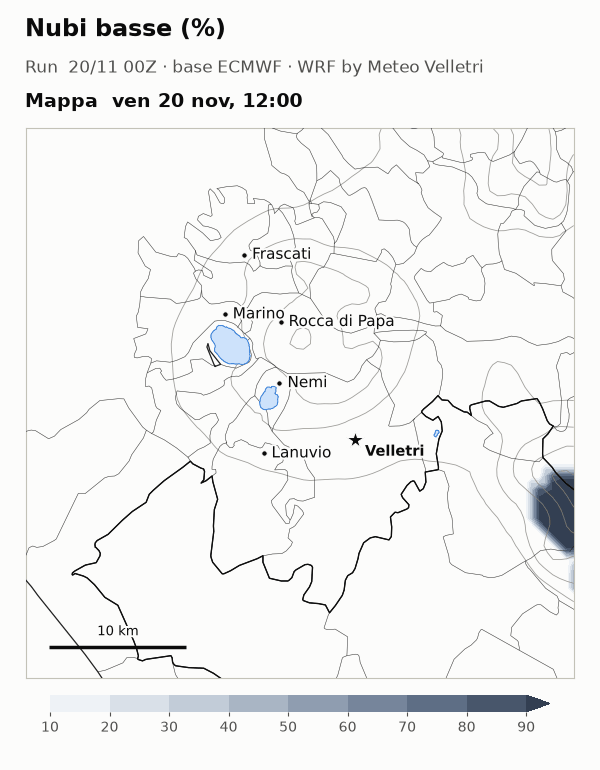 Nubi basse (%)
Run  20/11 00Z · base ECMWF · WRF by Meteo Velletri
Mappa  ven 20 nov, 12:00
Frascati
Marino
Rocca di Papa
Nemi
Velletri
Lanuvio
10 km
10 20 30 40 50 60 70 80 90